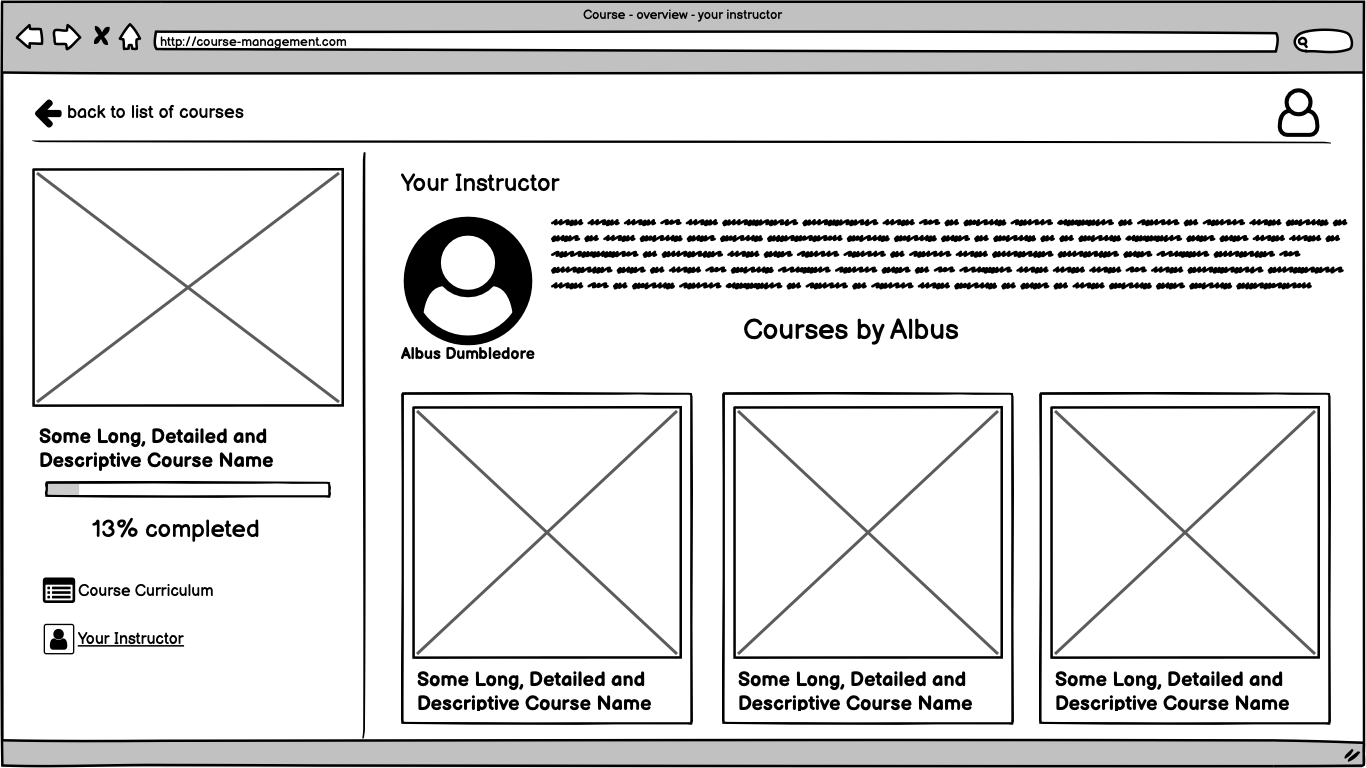 Course - overview - your instructor
http://course-management.com
back to list of courses
Some Long, Detailed and
Descriptive Course Name
13% completed
Course Curriculum
Your Instructor
Your Instructor
Albus Dumbledore
Courses by Albus
Some Long, Detailed and
Descriptive Course Name
Some Long, Detailed and
Descriptive Course Name
Some Long, Detailed and
Descriptive Course Name